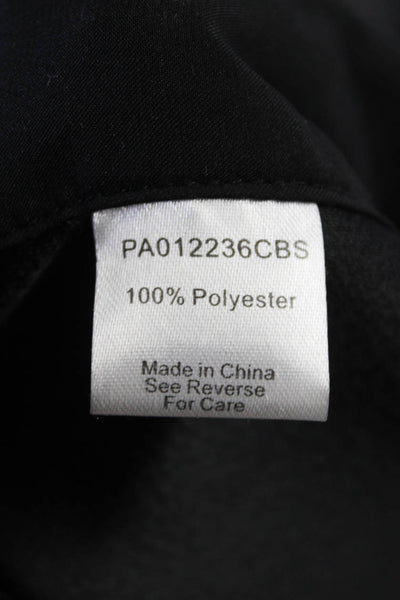 PA012236CBS
100% Polyester
Made in China
See Reverse
For Care